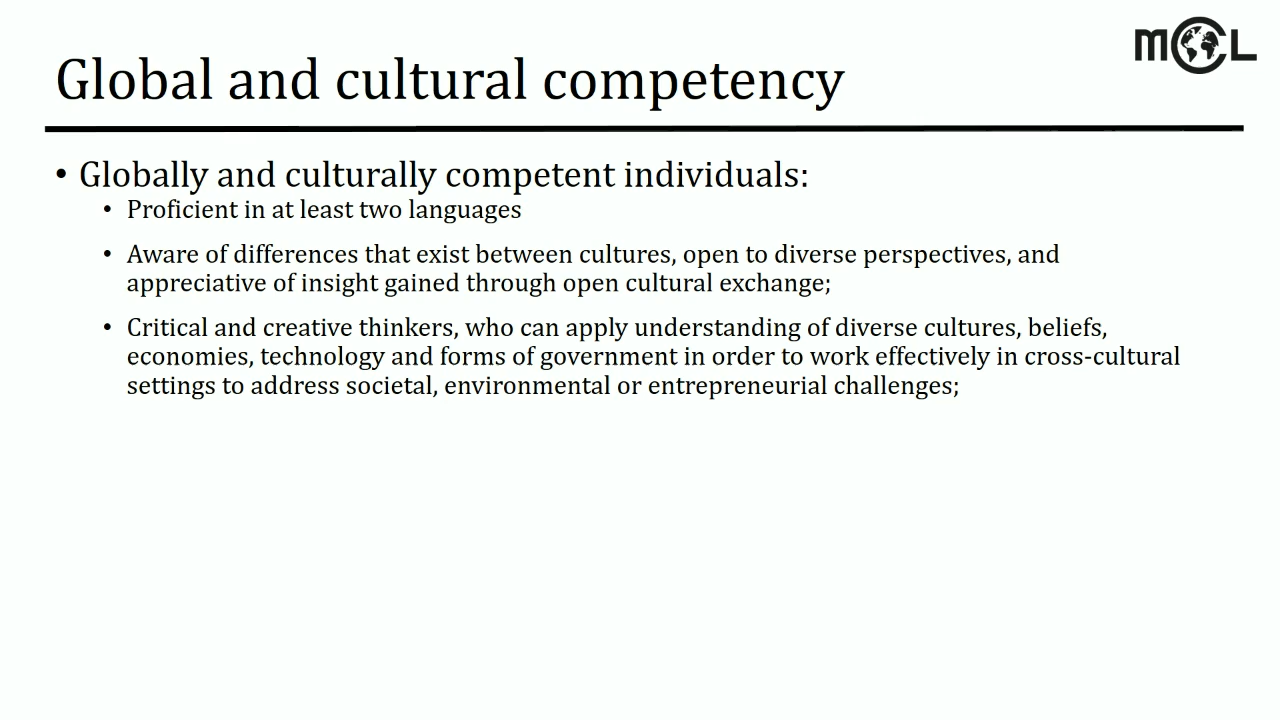 MCL
Global and cultural competency
• Globally and culturally competent individuals:
• Proficient in at least two languages
• Aware of differences that exist between cultures, open to diverse perspectives, and
appreciative of insight gained through open cultural exchange;
• Critical and creative thinkers, who can apply understanding of diverse cultures, beliefs,
economies, technology and forms of government in order to work effectively in cross-cultural
settings to address societal, environmental or entrepreneurial challenges;